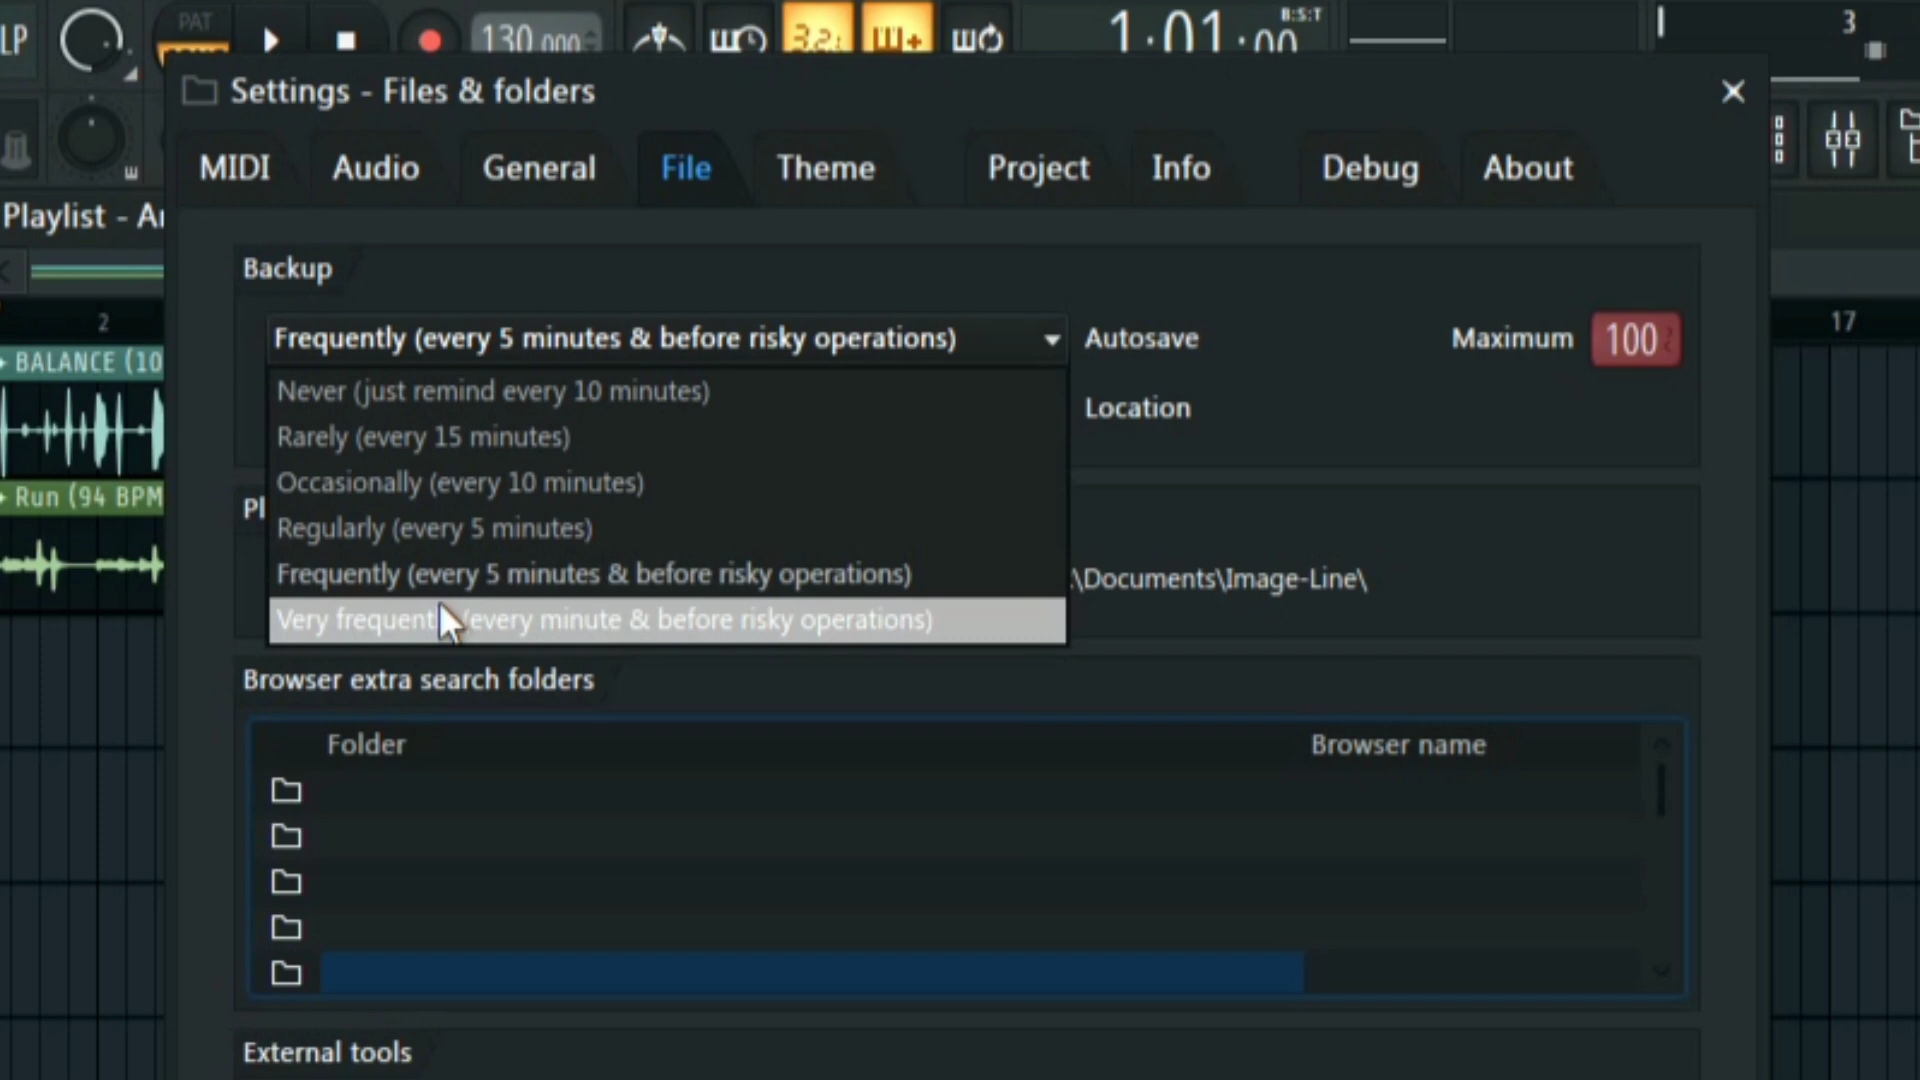 LP
PAT
130.000
3.2.
1:01:00
B:S:T
3
Settings - Files & folders
MIDI
Audio
General
File
Theme
Project
Info
Debug
About
Playlist - Ar
Backup
Frequently (every 5 minutes & before risky operations)
Autosave
Maximum
100
2
17
Never (just remind every 10 minutes)
Location
BALANCE (10
Rarely (every 15 minutes)
Occasionally (every 10 minutes)
Run (94 BPM
Pl
Regularly (every 5 minutes)
Frequently (every 5 minutes & before risky operations)
:\Documents\Image-Line\
Very frequent (every minute & before risky operations)
Browser extra search folders
Folder
Browser name
External tools